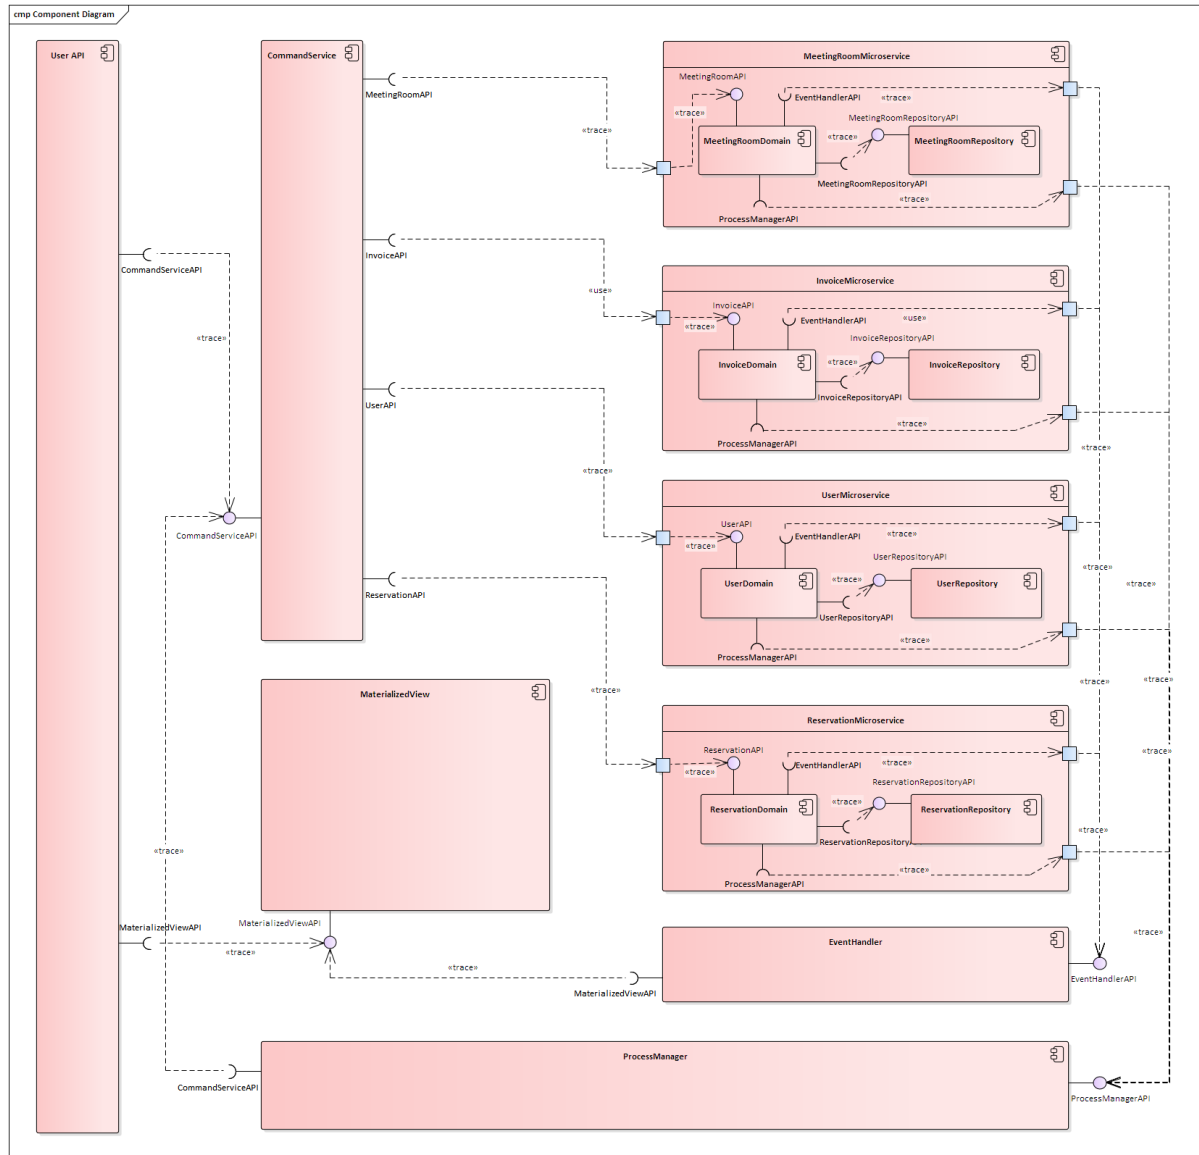 cmp Component Diagram
User API
CommandService
MeetingRoomMicroservice
MeetingRoomAPI
MeetingRoomAPI
EventHandlerAPI
«trace»
«trace»
MeetingRoomRepositoryAPI
«trace»
«trace»
MeetingRoomDomain
MeetingRoomRepository
MeetingRoomRepositoryAPI
«trace»
ProcessManagerAPI
InvoiceAPI
CommandServiceAPI
«use»
«trace»
InvoiceMicroservice
InvoiceAPI
EventHandlerAPI
«use»
«trace»
InvoiceRepositoryAPI
«trace»
InvoiceDomain
InvoiceRepository
InvoiceRepositoryAPI
«trace»
ProcessManagerAPI
«trace»
UserAPI
«trace»
CommandServiceAPI
UserMicroservice
UserAPI
EventHandlerAPI
«trace»
«trace»
«trace»
UserRepositoryAPI
«trace»
«trace»
UserDomain
UserRepository
UserRepositoryAPI
«trace»
ProcessManagerAPI
ReservationAPI
«trace»
«trace»
MaterializedView
ReservationMicroservice
ReservationAPI
EventHandlerAPI
«trace»
«trace»
«trace»
ReservationRepositoryAPI
«trace»
«trace»
ReservationDomain
ReservationRepository
ReservationRepositoryA
«trace»
ProcessManagerAPI
«trace»
MaterializedViewAPI
MaterializedViewAPI
«trace»
«trace»
«trace»
EventHandler
MaterializedViewAPI
EventHandlerAPI
ProcessManager
CommandServiceAPI
ProcessManagerAPI